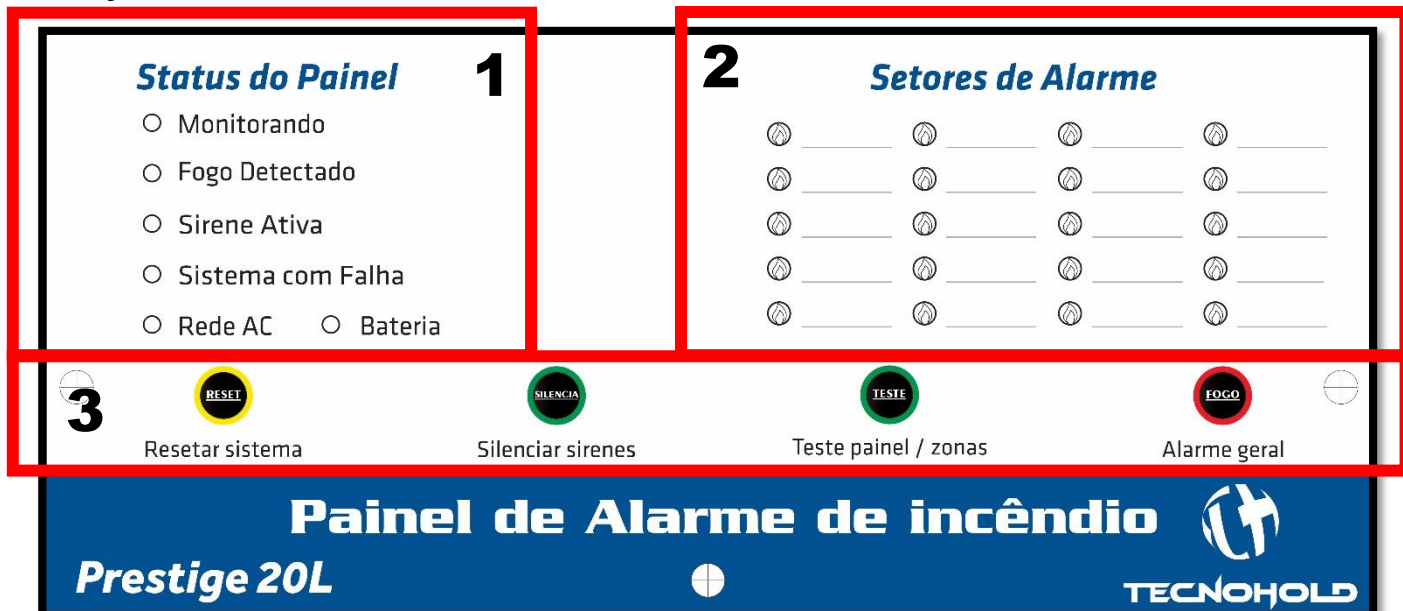 1
Status do Painel
Monitorando
Fogo Detectado
Sirene Ativa
Sistema com Falha
Rede AC Bateria
2
Setores de Alarme
3
RESET
Resetar sistema
SILENCIA
Silenciar sirenes
TESTE
Teste painel / zonas
FOGO
Alarme geral
Painel de Alarme de incêndio
Prestige 20L
TECNOHOLD